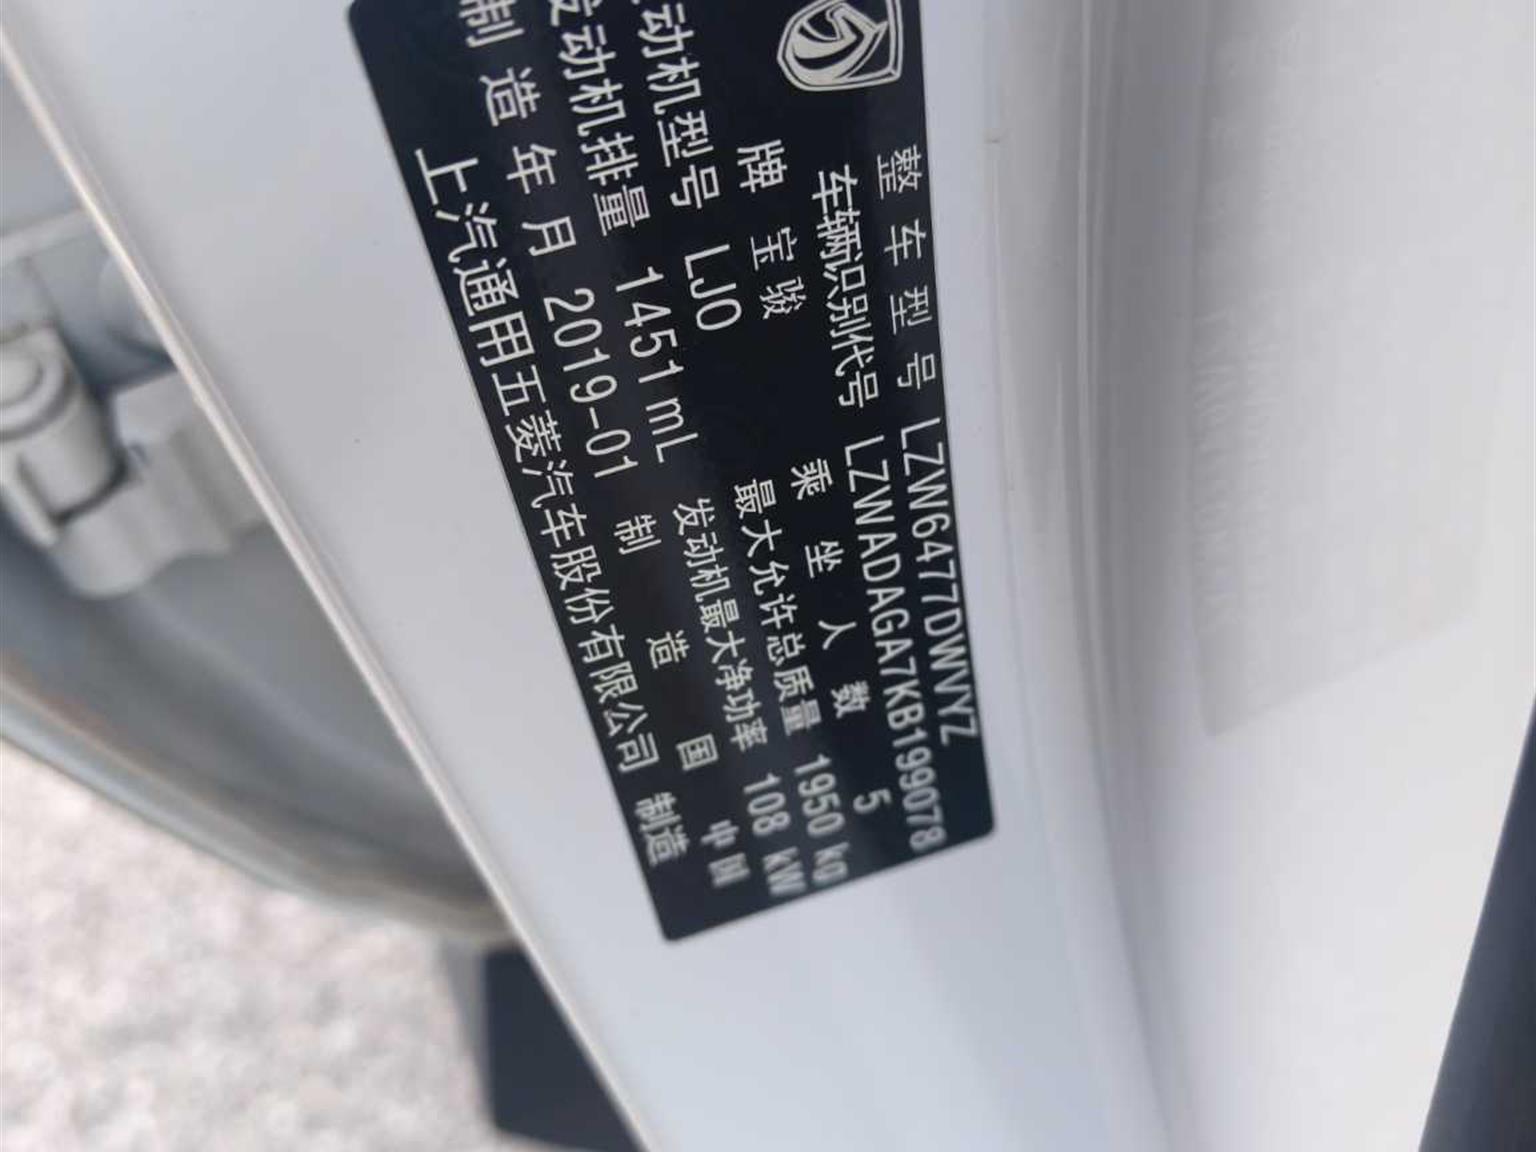 整车型号 LZW6477DWVYZ
车辆识别代号 LZWADAGA7KB199078
牌 宝骏 乘坐人数 5
最大允许总质量 1950 kg
发动机型号 LJO 发动机最大净功率 108 kW
发动机排量 1451 mL 制造国 中国
制造年月 2019-01
上汽通用五菱汽车股份有限公司 制造